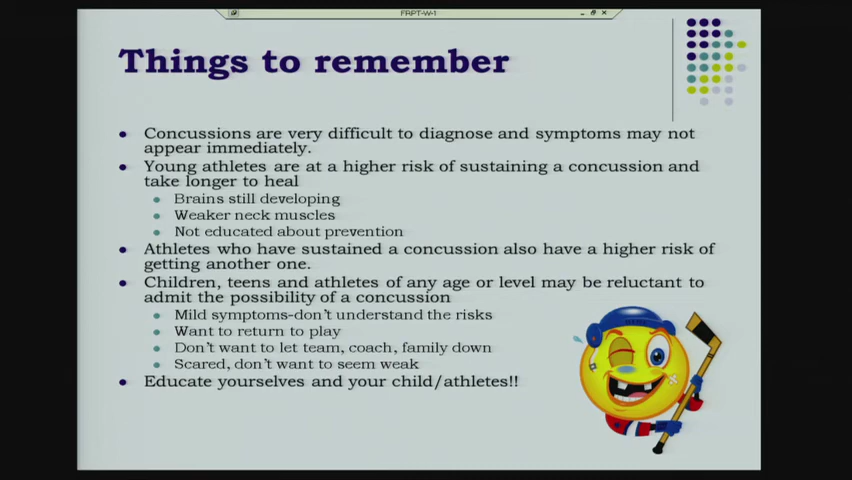 FRPT-W-1
Things to remember
Concussions are very difficult to diagnose and symptoms may not
appear immediately.
Young athletes are at a higher risk of sustaining a concussion and
take longer to heal
Brains still developing
Weaker neck muscles
Not educated about prevention
Athletes who have sustained a concussion also have a higher risk of
getting another one.
Children, teens and athletes of any age or level may be reluctant to
admit the possibility of a concussion
Mild symptoms-don't understand the risks
Want to return to play
Don't want to let team, coach, family down
Scared, don't want to seem weak
Educate yourselves and your child/athletes!!